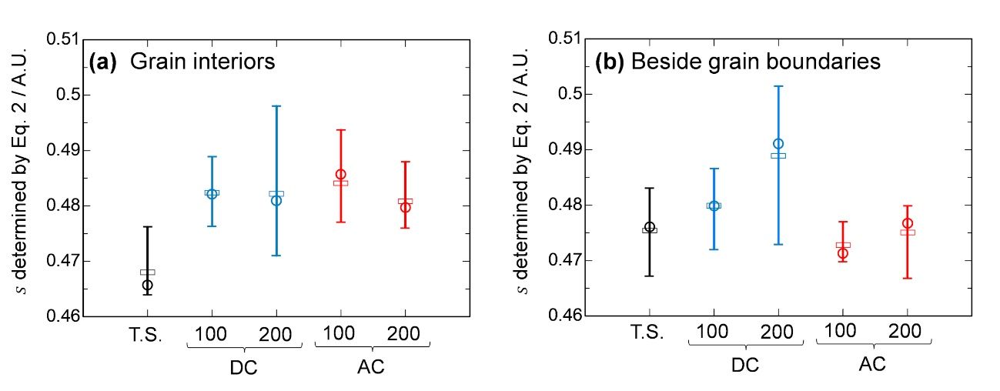 (a) Grain interiors
s determined by Eq. 2 / A.U.
0.51
0.5
0.49
0.48
0.47
0.46
T.S. 100 200 100 200
DC AC
(b) Beside grain boundaries
s determined by Eq. 2 / A.U.
0.51
0.5
0.49
0.48
0.47
0.46
T.S. 100 200 100 200
DC AC